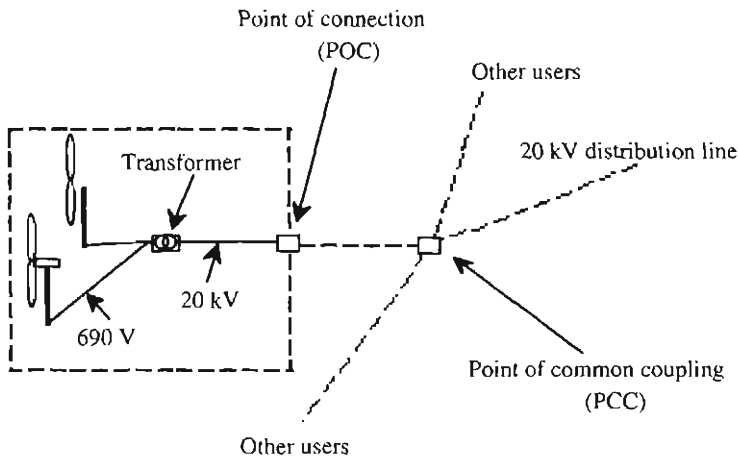 Point of connection
(POC)
Other users
20 kV distribution line
Transformer
20 kV
690 V
Point of common coupling
(PCC)
Other users